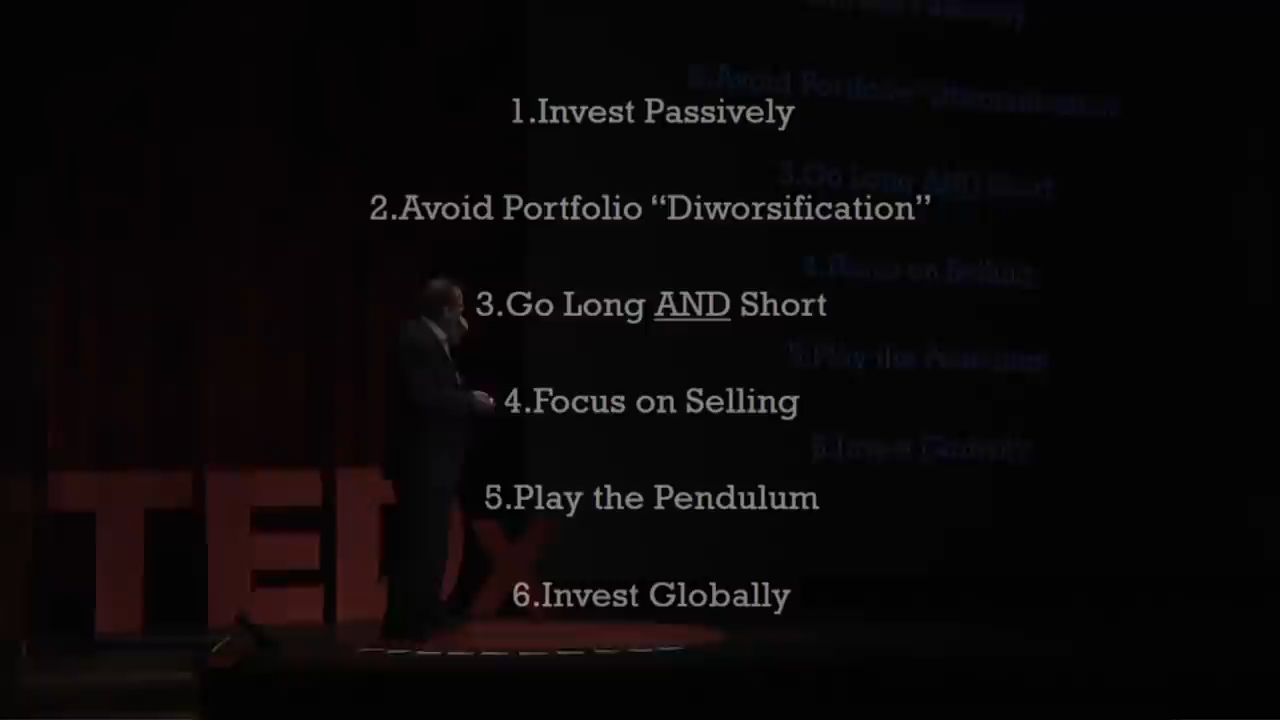 1.Invest Passively
2.Avoid Portfolio “Diworsification”
3.Go Long AND Short
4.Focus on Selling
5.Play the Pendulum
6.Invest Globally
TEDx